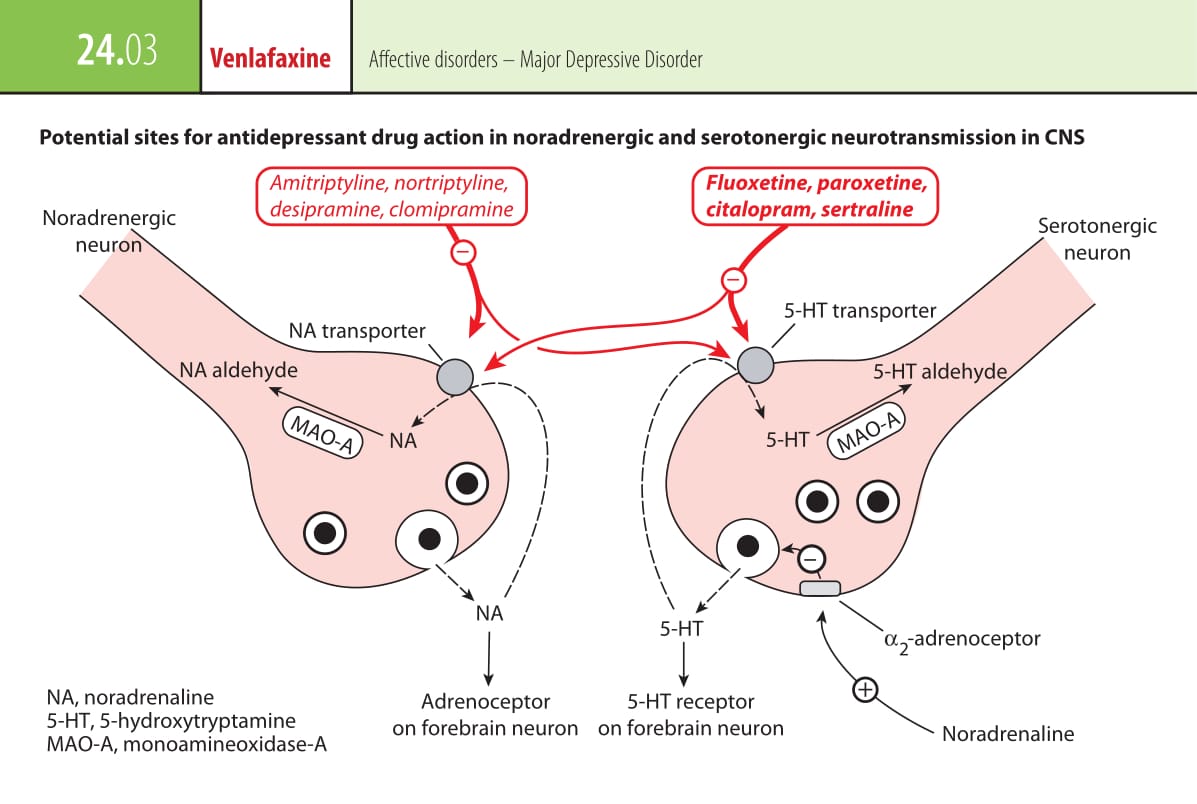 24.03
Venlafaxine
Affective disorders – Major Depressive Disorder
Potential sites for antidepressant drug action in noradrenergic and serotonergic neurotransmission in CNS
Amitriptyline, nortriptyline,
desipramine, clomipramine
Fluoxetine, paroxetine,
citalopram, sertraline
Noradrenergic
neuron
Serotonergic
neuron
−
−
NA transporter
5-HT transporter
NA aldehyde
5-HT aldehyde
MAO-A
NA
5-HT
MAO-A
−
NA
5-HT
α2-adrenoceptor
+
Adrenoceptor
on forebrain neuron
5-HT receptor
on forebrain neuron
Noradrenaline
NA, noradrenaline
5-HT, 5-hydroxytryptamine
MAO-A, monoamineoxidase-A